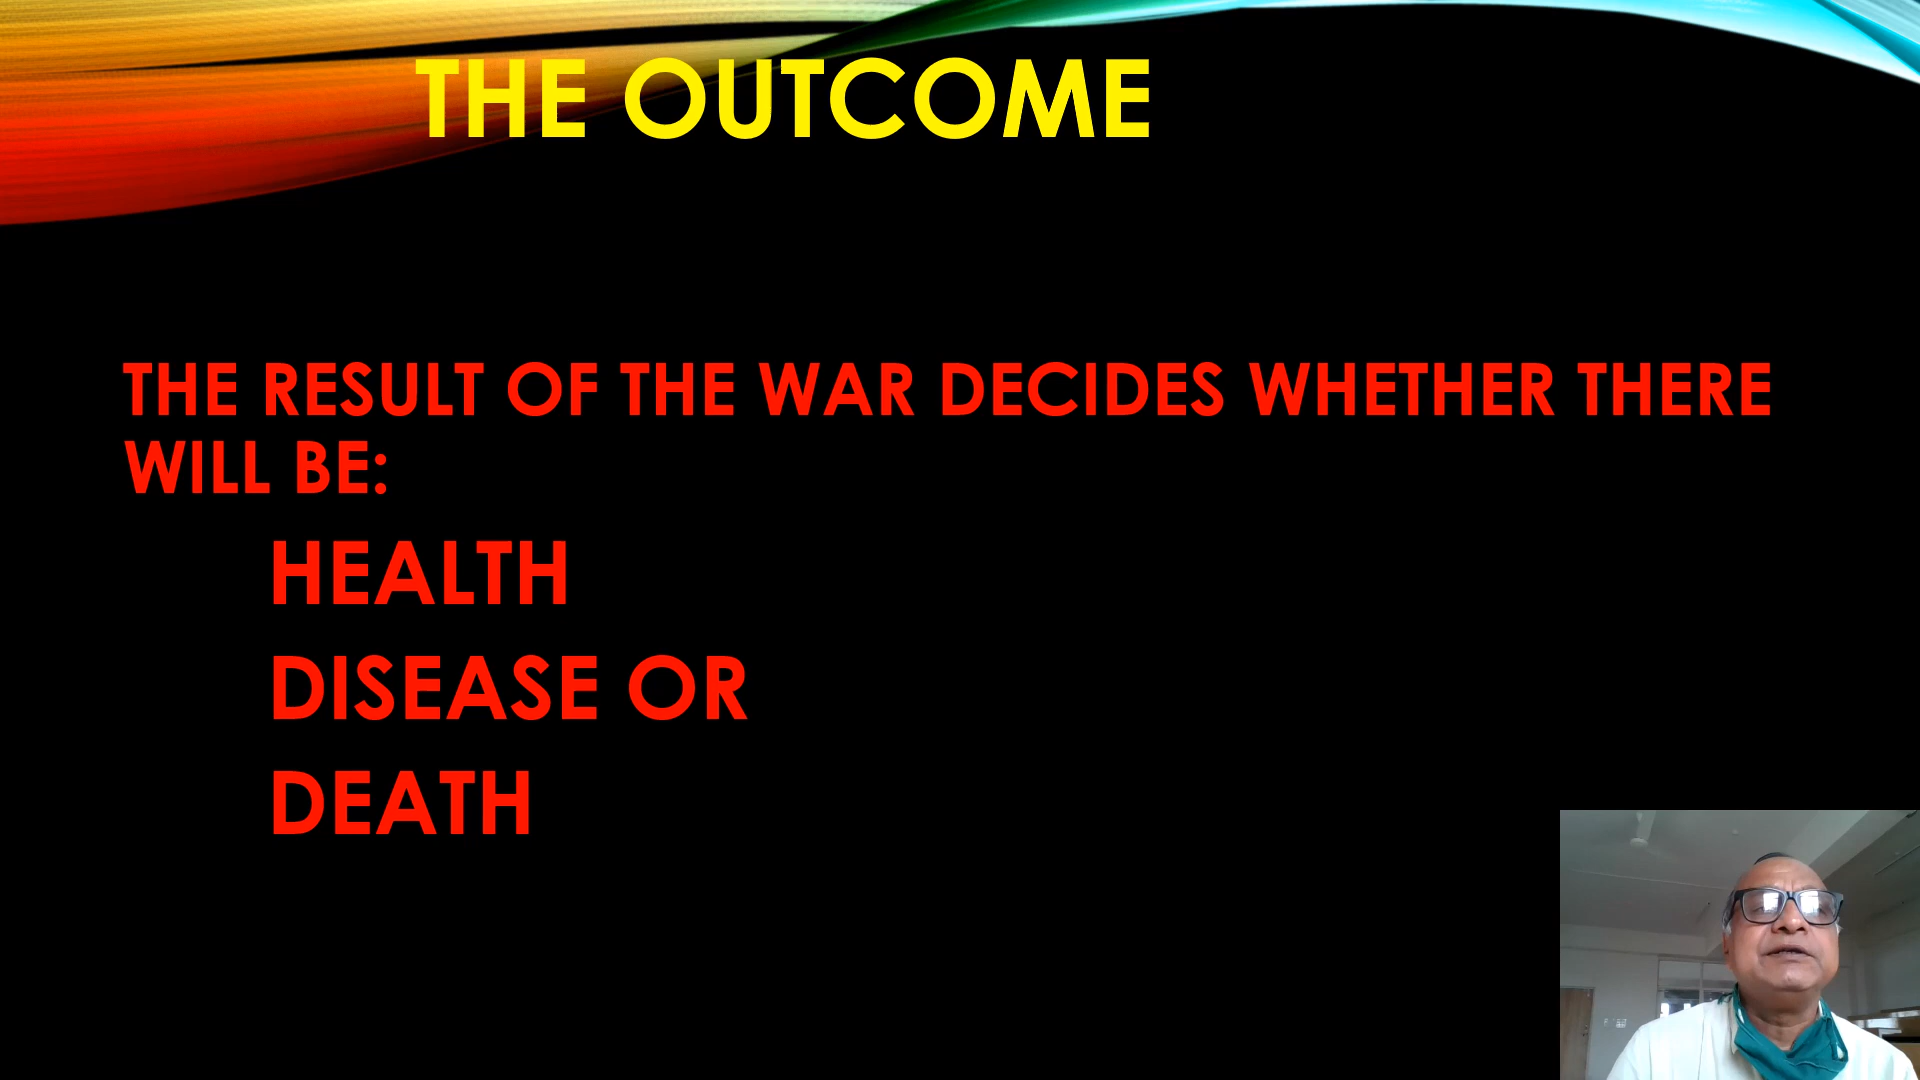 THE OUTCOME
THE RESULT OF THE WAR DECIDES WHETHER THERE
WILL BE:
HEALTH
DISEASE OR
DEATH